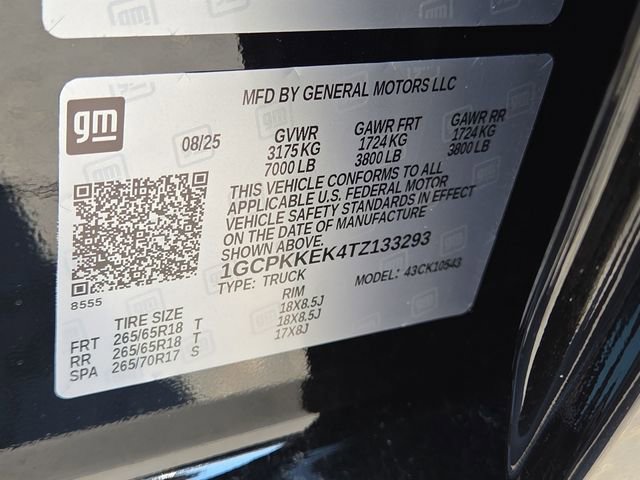 gm
MFD BY GENERAL MOTORS LLC
08/25
GVWR
3175 KG
7000 LB
GAWR FRT
1724 KG
3800 LB
GAWR RR
1724 KG
3800 LB
THIS VEHICLE CONFORMS TO ALL
APPLICABLE U.S. FEDERAL MOTOR
VEHICLE SAFETY STANDARDS IN EFFECT
ON THE DATE OF MANUFACTURE
SHOWN ABOVE.
1GCPKKEK4TZ133293
TYPE: TRUCK MODEL: 43CK10543
8555
TIRE SIZE RIM
FRT 265/65R18 T 18X8.5J
RR 265/65R18 T 18X8.5J
SPA 265/70R17 S 17X8J